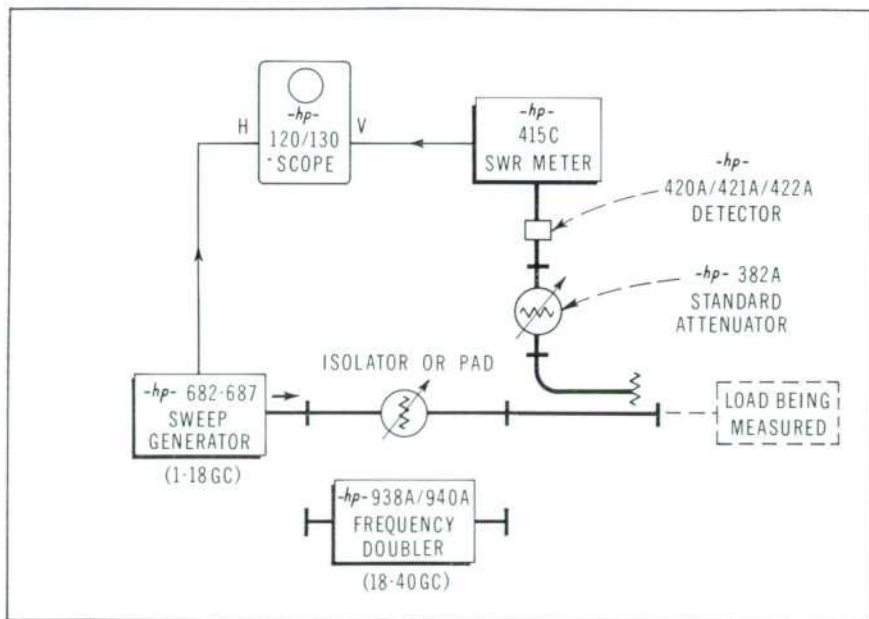 -hp-
120/130
SCOPE
H
V
-hp-
415C
SWR METER
-hp-
420A/421A/422A
DETECTOR
-hp- 382A
STANDARD
ATTENUATOR
ISOLATOR OR PAD
-hp- 682-687
SWEEP
GENERATOR
(1-18GC)
LOAD BEING
MEASURED
-hp- 938A/940A
FREQUENCY
DOUBLER
(18-40GC)